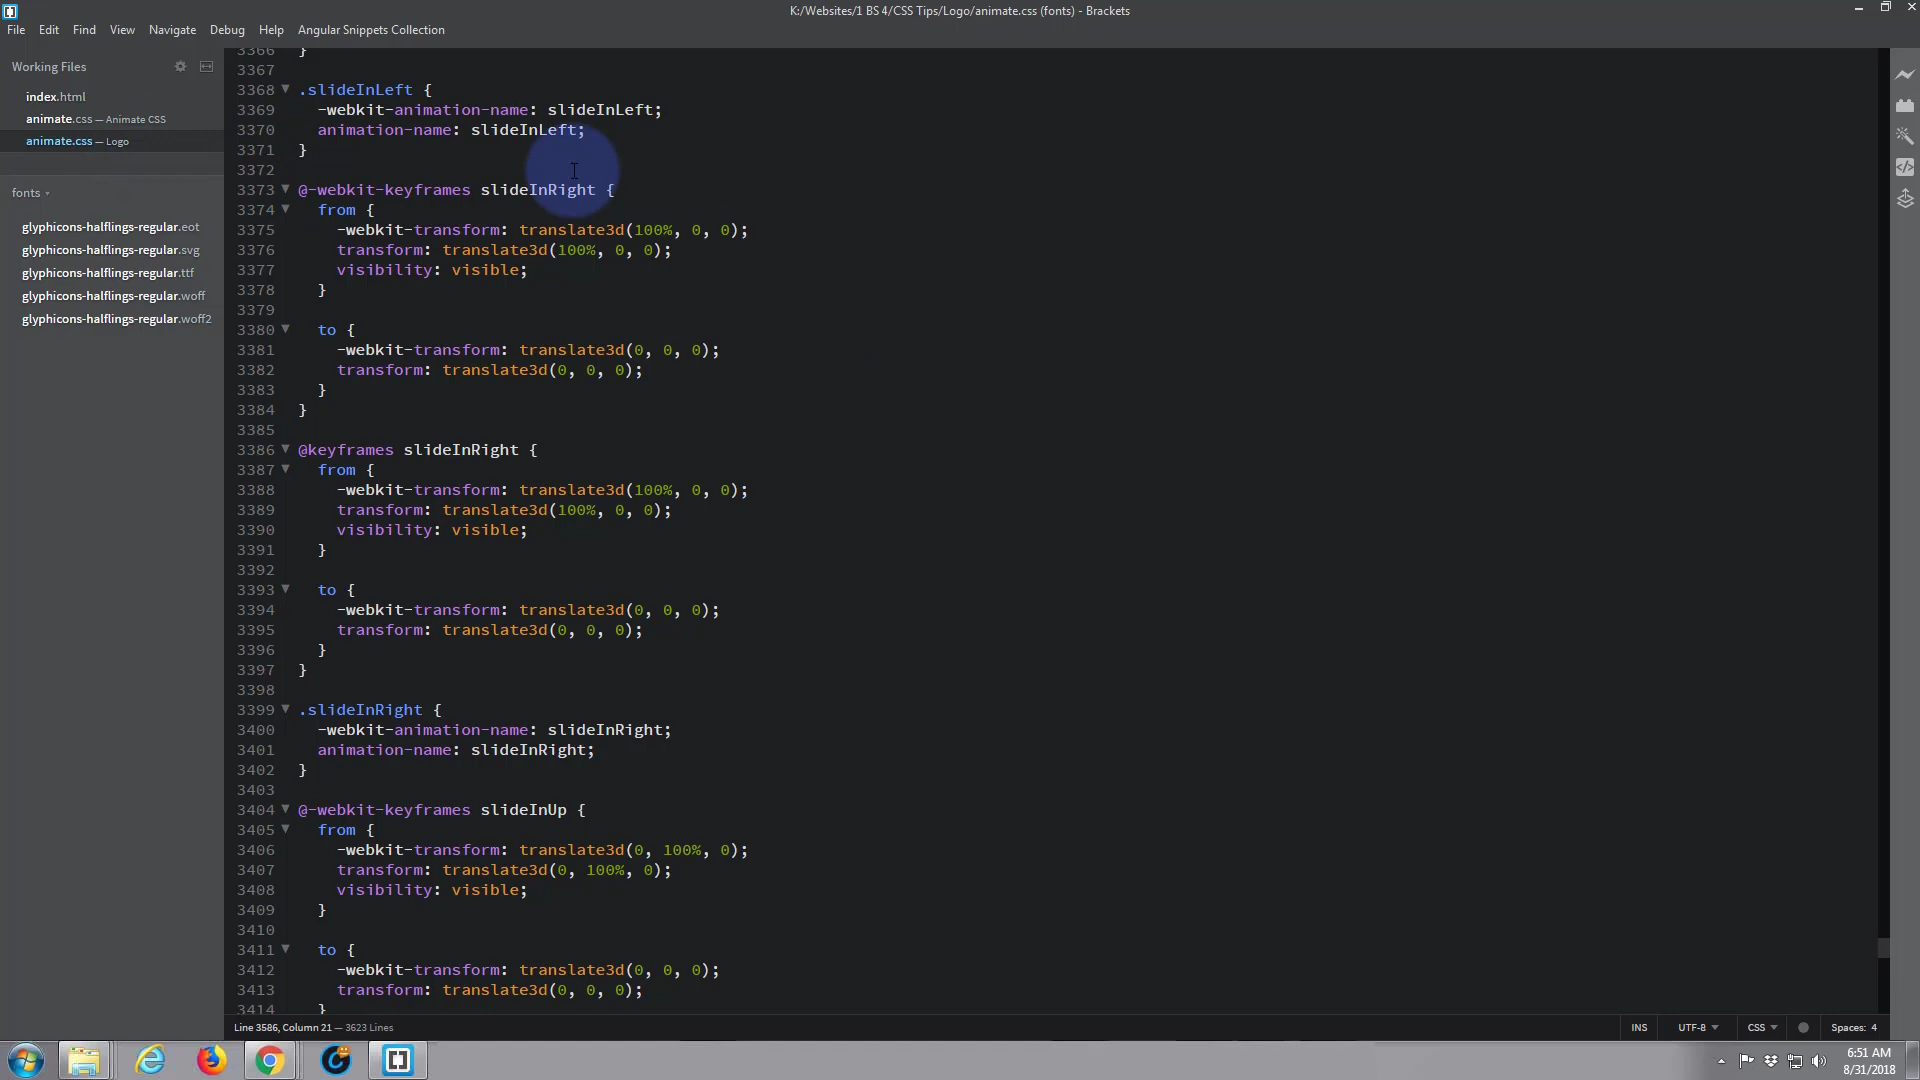 K:/Websites/1 BS 4/CSS Tips/Logo/animate.css (fonts) - Brackets
File Edit Find View Navigate Debug Help Angular Snippets Collection
Working Files
index.html
animate.css — Animate CSS
animate.css — Logo
fonts
glyphicons-halflings-regular.eot
glyphicons-halflings-regular.svg
glyphicons-halflings-regular.ttf
glyphicons-halflings-regular.woff
glyphicons-halflings-regular.woff2
3366 }
3367
3368 .slideInLeft {
3369 -webkit-animation-name: slideInLeft;
3370 animation-name: slideInLeft;
3371 }
3372
3373 @-webkit-keyframes slideInRight {
3374 from {
3375 -webkit-transform: translate3d(100%, 0, 0);
3376 transform: translate3d(100%, 0, 0);
3377 visibility: visible;
3378 }
3379
3380 to {
3381 -webkit-transform: translate3d(0, 0, 0);
3382 transform: translate3d(0, 0, 0);
3383 }
3384 }
3385
3386 @keyframes slideInRight {
3387 from {
3388 -webkit-transform: translate3d(100%, 0, 0);
3389 transform: translate3d(100%, 0, 0);
3390 visibility: visible;
3391 }
3392
3393 to {
3394 -webkit-transform: translate3d(0, 0, 0);
3395 transform: translate3d(0, 0, 0);
3396 }
3397 }
3398
3399 .slideInRight {
3400 -webkit-animation-name: slideInRight;
3401 animation-name: slideInRight;
3402 }
3403
3404 @-webkit-keyframes slideInUp {
3405 from {
3406 -webkit-transform: translate3d(0, 100%, 0);
3407 transform: translate3d(0, 100%, 0);
3408 visibility: visible;
3409 }
3410
3411 to {
3412 -webkit-transform: translate3d(0, 0, 0);
3413 transform: translate3d(0, 0, 0);
3414 }
Line 3586, Column 21 — 3623 Lines
INS UTF-8 CSS Spaces: 4
6:51 AM
8/31/2018